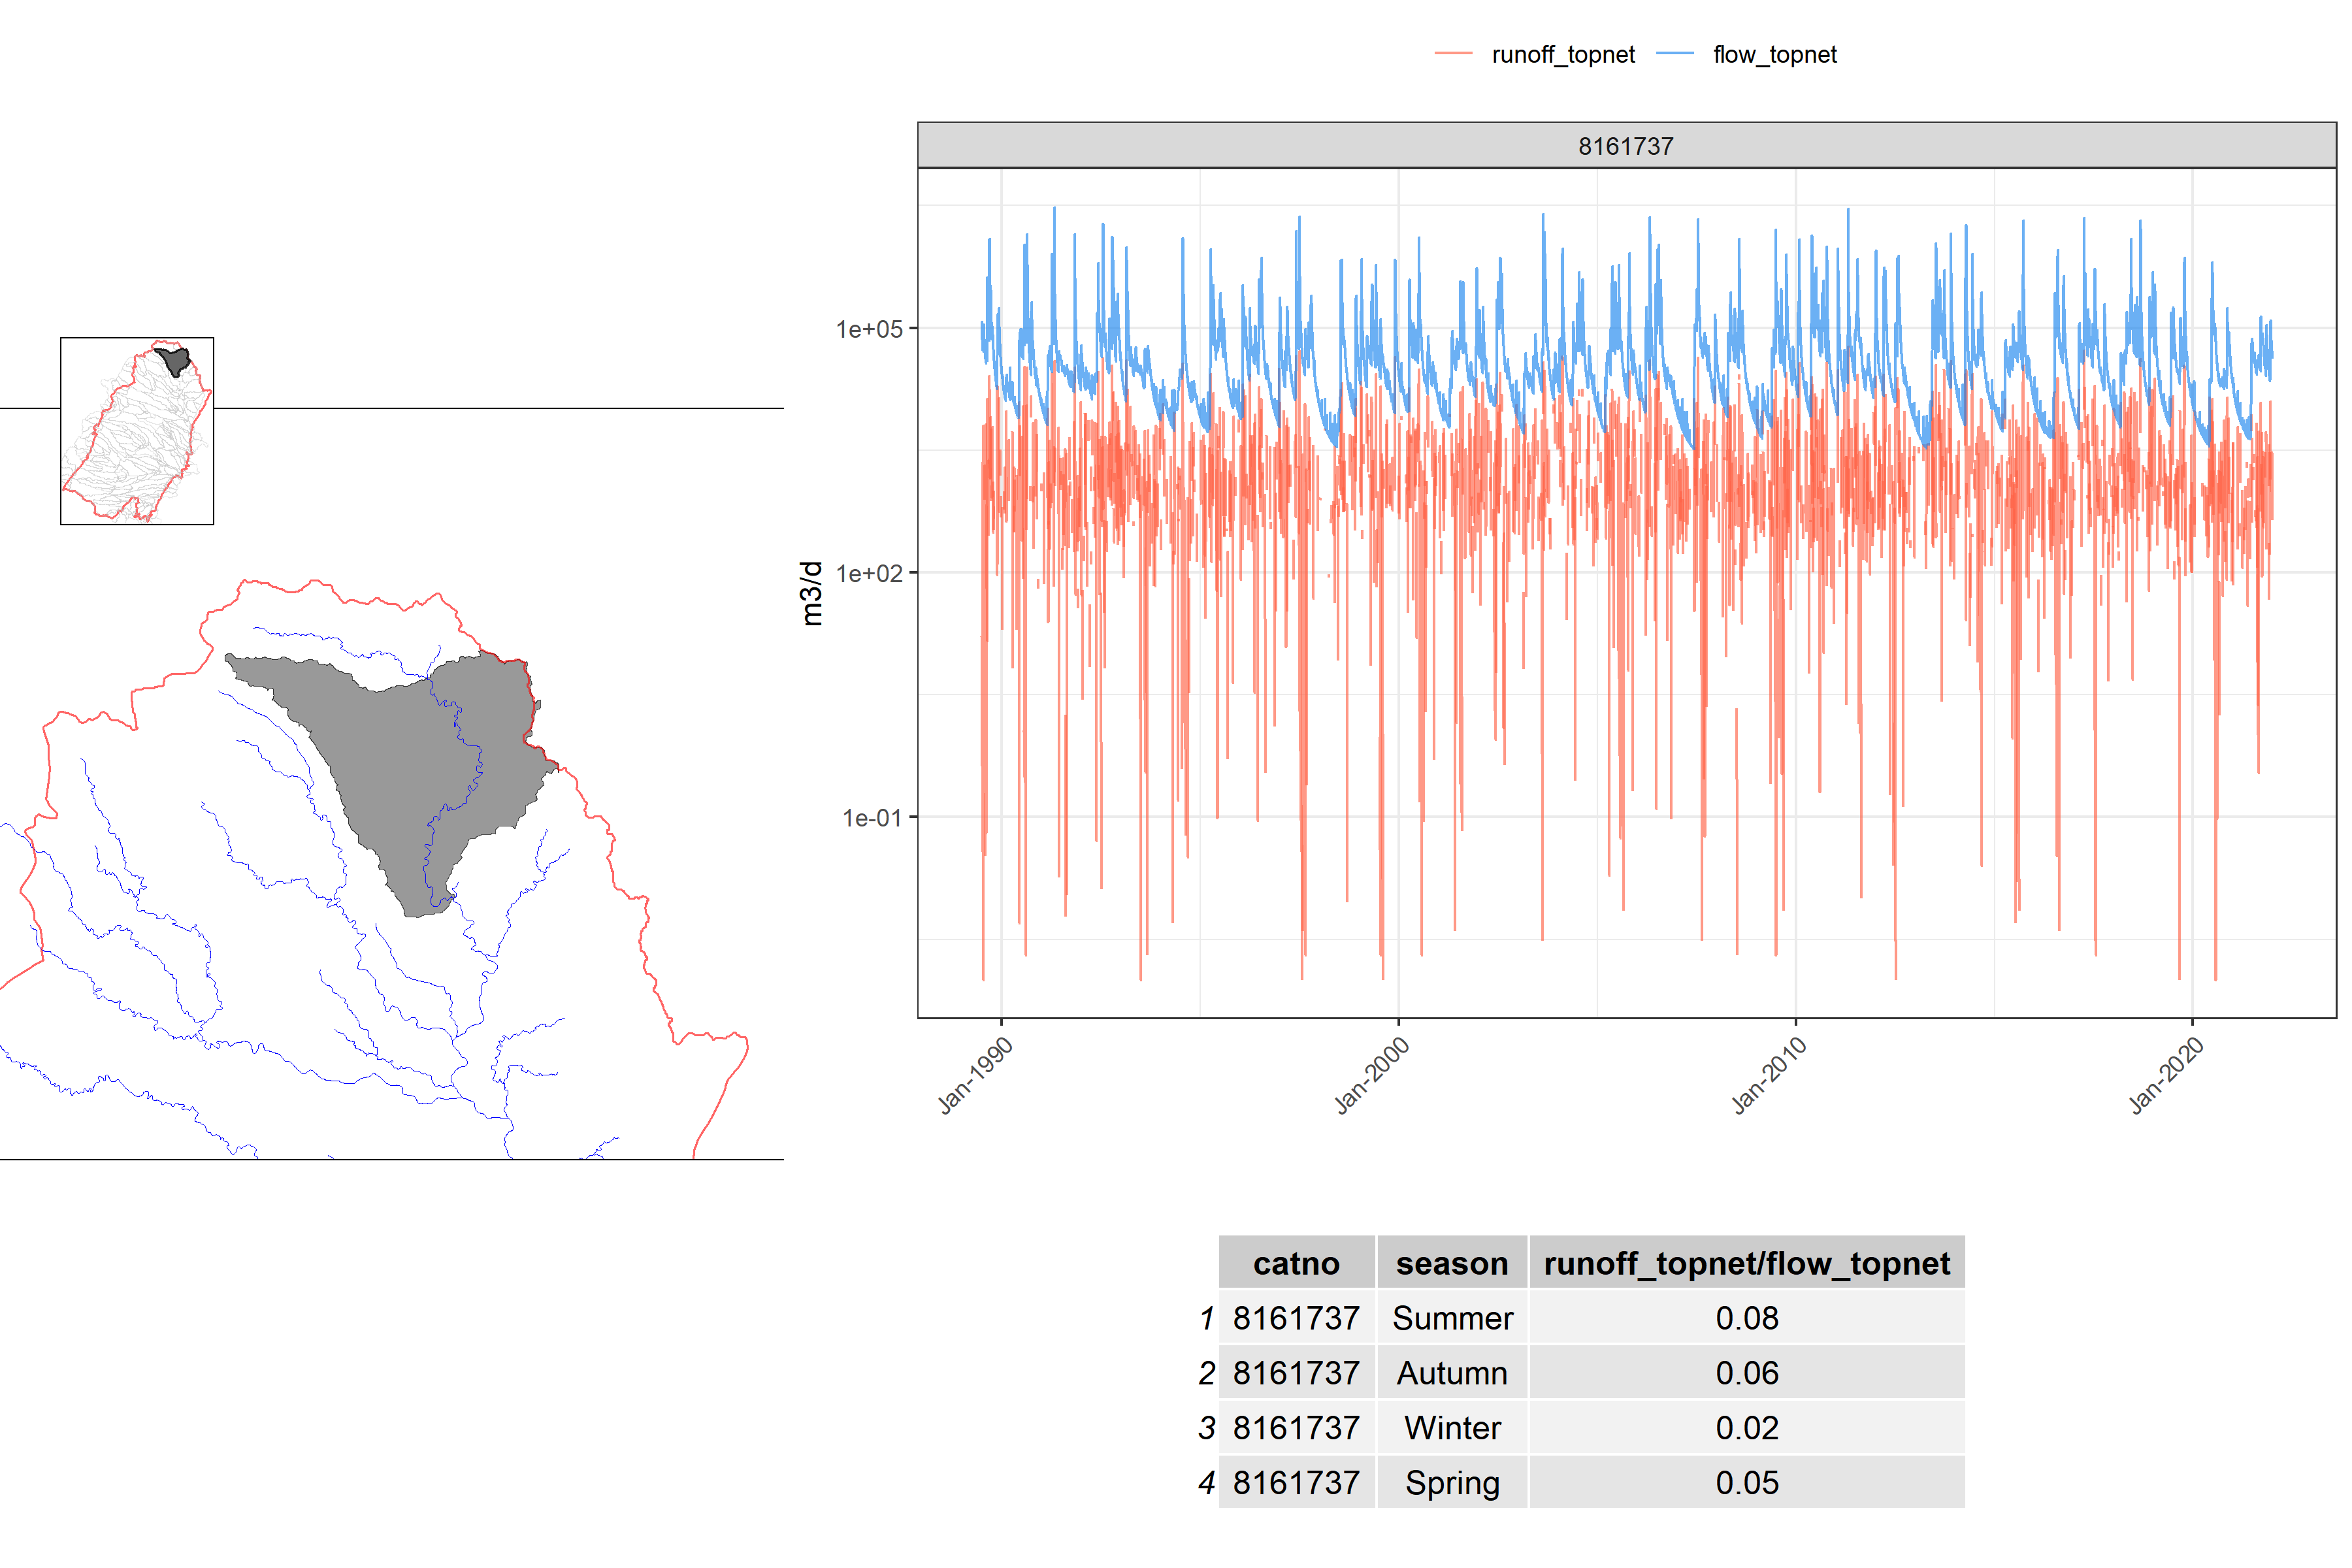 runoff_topnet flow_topnet
8161737
m3/d
1e+05
1e+02
1e-01
Jan-1990 Jan-2000 Jan-2010 Jan-2020
catno season runoff_topnet/flow_topnet
1 8161737 Summer 0.08
2 8161737 Autumn 0.06
3 8161737 Winter 0.02
4 8161737 Spring 0.05